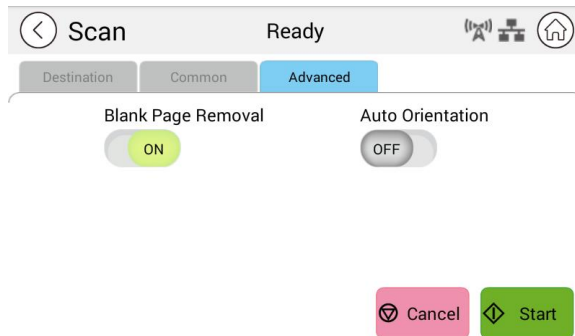 Scan Ready
Destination Common Advanced
Blank Page Removal Auto Orientation
ON OFF
Cancel Start